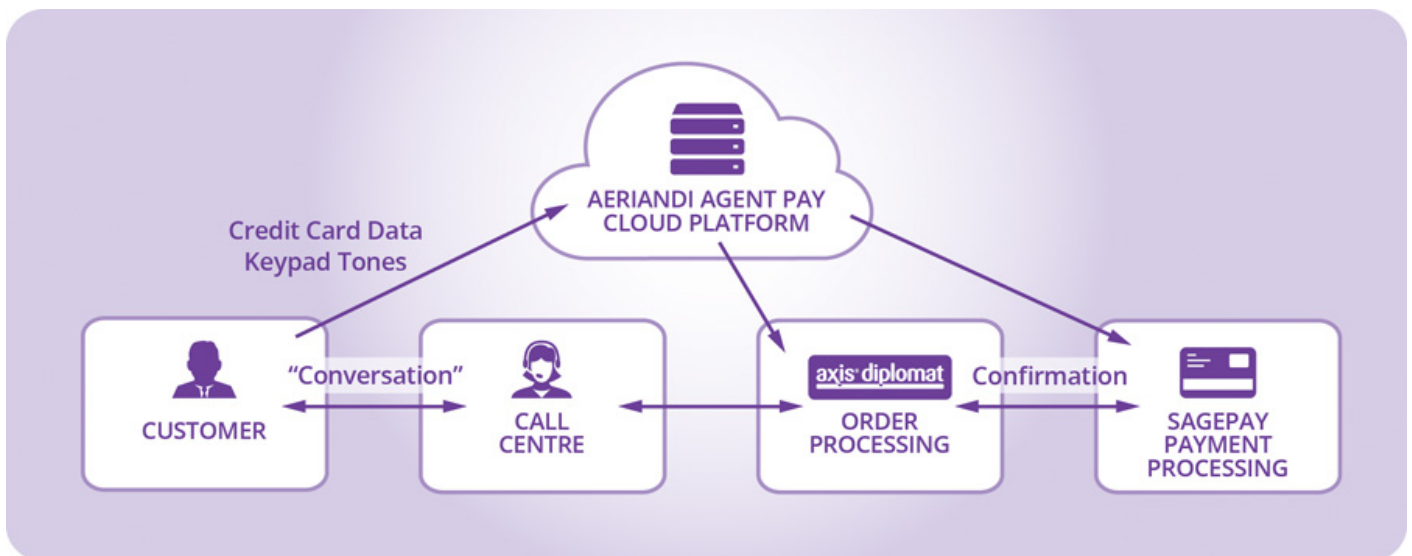 AERIANDI AGENT PAY
CLOUD PLATFORM
Credit Card Data
Keypad Tones
CUSTOMER
“Conversation”
CALL
CENTRE
axis diplomat
ORDER
PROCESSING
Confirmation
SAGEPAY
PAYMENT
PROCESSING